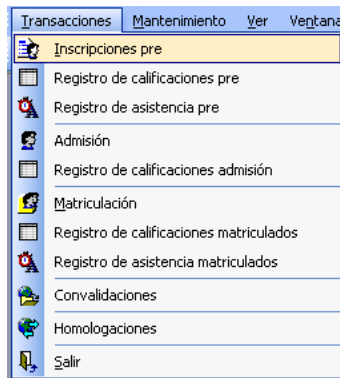 Transacciones Mantenimiento Ver Ventana
Inscripciones pre
Registro de calificaciones pre
Registro de asistencia pre
Admisión
Registro de calificaciones admisión
Matriculación
Registro de calificaciones matriculados
Registro de asistencia matriculados
Convalidaciones
Homologaciones
Salir